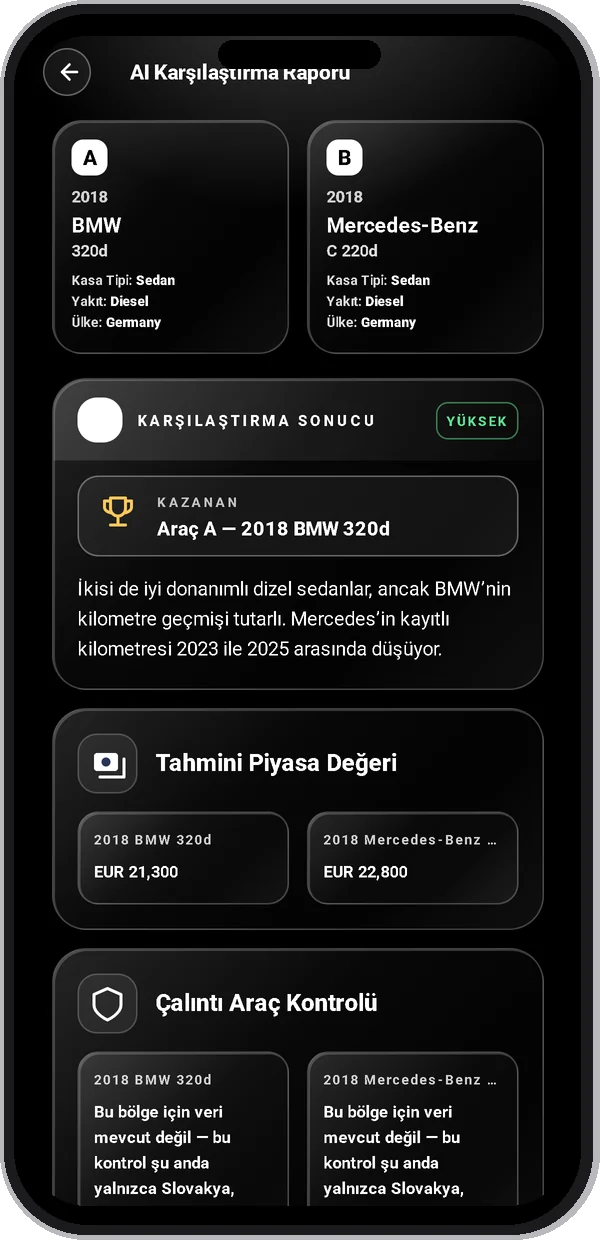 AI Karşılaştırma Raporu
A
2018
BMW
320d
Kasa Tipi: Sedan
Yakıt: Diesel
Ülke: Germany
B
2018
Mercedes-Benz
C 220d
Kasa Tipi: Sedan
Yakıt: Diesel
Ülke: Germany
KARŞILAŞTIRMA SONUCU
YÜKSEK
KAZANAN
Araç A — 2018 BMW 320d
İkisi de iyi donanımlı dizel sedanlar, ancak BMW’nin
kilometre geçmişi tutarlı. Mercedes’in kayıtlı
kilometresi 2023 ile 2025 arasında düşüyor.
Tahmini Piyasa Değeri
2018 BMW 320d
EUR 21,300
2018 Mercedes-Benz …
EUR 22,800
Çalıntı Araç Kontrolü
2018 BMW 320d
Bu bölge için veri
mevcut değil — bu
kontrol şu anda
yalnızca Slovakya,
2018 Mercedes-Benz …
Bu bölge için veri
mevcut değil — bu
kontrol şu anda
yalnızca Slovakya,